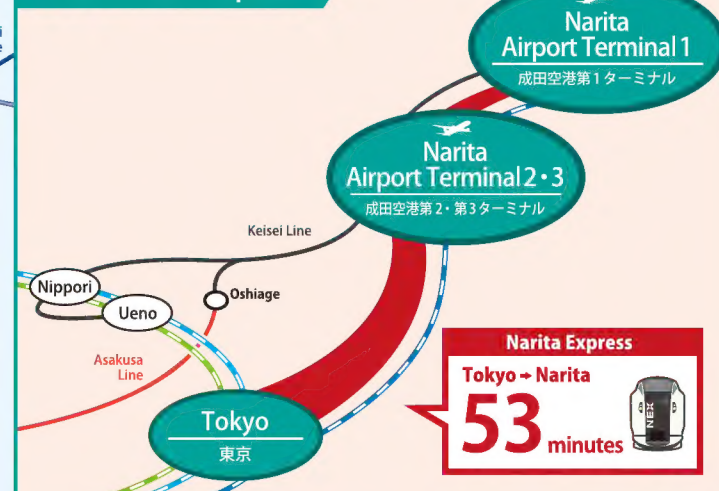 Narita
Airport Terminal 1
成田空港第1ターミナル
Narita
Airport Terminal 2・3
成田空港第2・第3ターミナル
Keisei Line
Nippori
Ueno
Oshiage
Asakusa
Line
Tokyo
東京
Narita Express
Tokyo → Narita
53 minutes
NEX